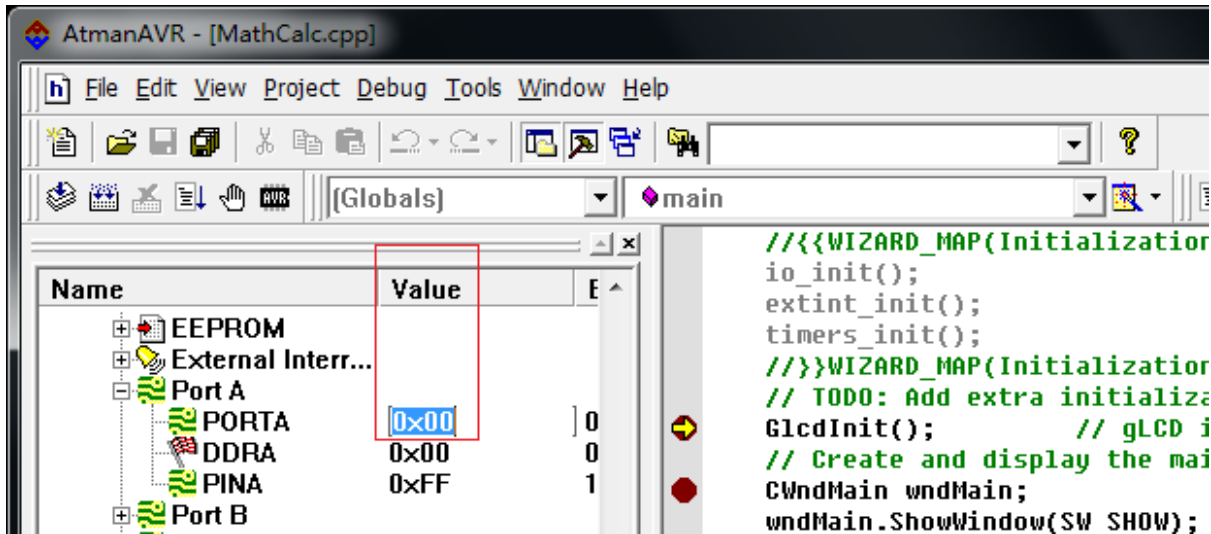 AtmanAVR - [MathCalc.cpp]
File Edit View Project Debug Tools Window Help
(Globals) main
Name Value
EEPROM
External Interr...
Port A
PORTA 0x00 0
DDRA 0x00 0
PINA 0xFF 1
Port B
//{{WIZARD_MAP(Initialization
io_init();
extint_init();
timers_init();
//}}WIZARD_MAP(Initialization
// TODO: Add extra initializa
GlcdInit(); // gLCD i
// Create and display the mai
CWndMain wndMain;
wndMain.ShowWindow(SW_SHOW);